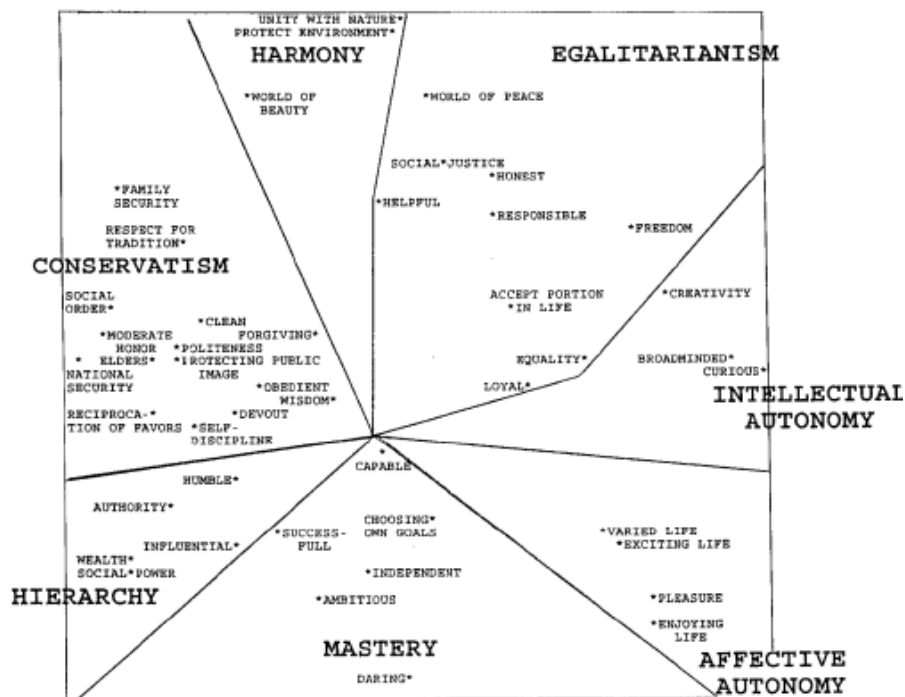 UNITY WITH NATURE*
PROTECT ENVIRONMENT*
HARMONY
EGALITARIANISM
*WORLD OF
BEAUTY
*WORLD OF PEACE
SOCIAL*JUSTICE
*HONEST
*HELPFUL
*RESPONSIBLE
*FREEDOM
*FAMILY
SECURITY
RESPECT FOR
TRADITION*
CONSERVATISM
SOCIAL
ORDER*
*CLEAN
*MODERATE
FORGIVING*
HONOR
*POLITENESS
* ELDERS*
*PROTECTING PUBLIC
IMAGE
NATIONAL
SECURITY
*OBEDIENT
WISDOM*
RECIPROCA-*
TION OF FAVORS
*DEVOUT
*SELF-
DISCIPLINE
ACCEPT PORTION
*IN LIFE
*CREATIVITY
EQUALITY*
LOYAL*
BROADMINDED*
CURIOUS*
INTELLECTUAL
AUTONOMY
HUMBLE*
AUTHORITY*
INFLUENTIAL*
WEALTH*
SOCIAL*POWER
HIERARCHY
*
CAPABLE
CHOOSING*
OWN GOALS
*SUCCESS-
FULL
*INDEPENDENT
*AMBITIOUS
MASTERY
DARING*
*VARIED LIFE
*EXCITING LIFE
*PLEASURE
*ENJOYING
LIFE
AFFECTIVE
AUTONOMY